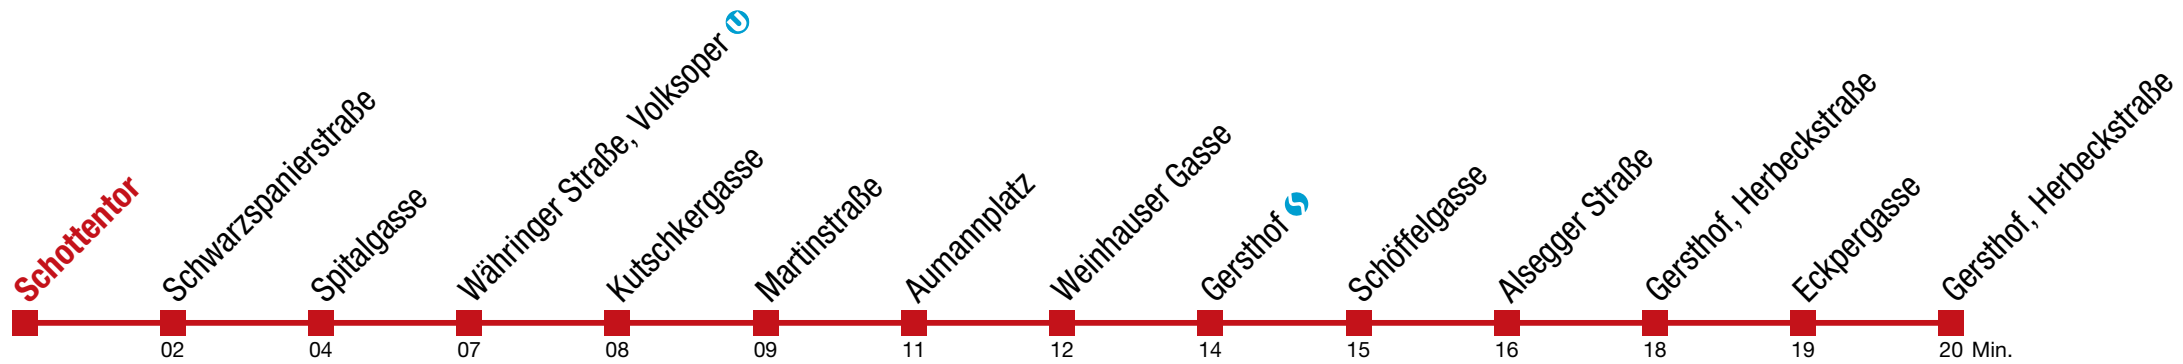 Schottentor
Schwarzspanierstraße
Spitalgasse
Währinger Straße, Volksoper U
Kutschkergasse
Martinstraße
Aumannplatz
Weinhauser Gasse
Gersthof S
Schöffelgasse
Alsegger Straße
Gersthof, Herbeckstraße
Eckpergasse
Gersthof, Herbeckstraße
02 04 07 08 09 11 12 14 15 16 18 19 20 Min.